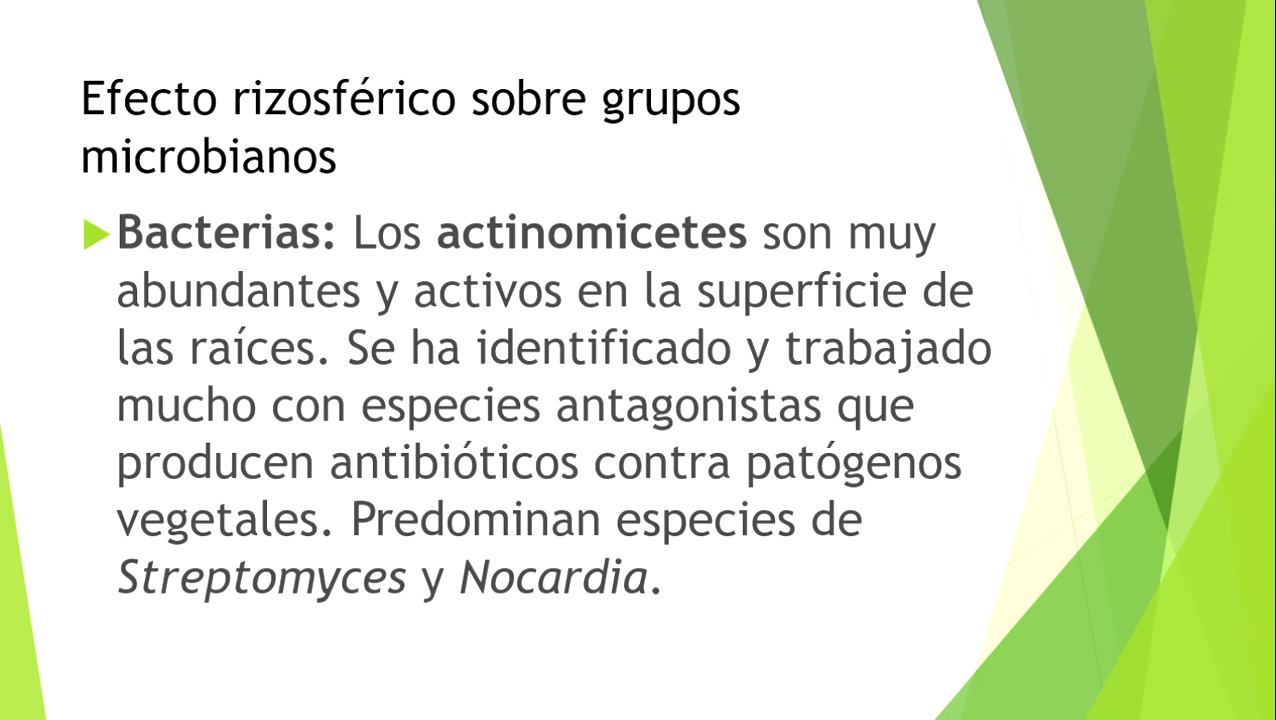 Efecto rizosférico sobre grupos
microbianos
Bacterias: Los actinomicetes son muy
abundantes y activos en la superficie de
las raíces. Se ha identificado y trabajado
mucho con especies antagonistas que
producen antibióticos contra patógenos
vegetales. Predominan especies de
Streptomyces y Nocardia.